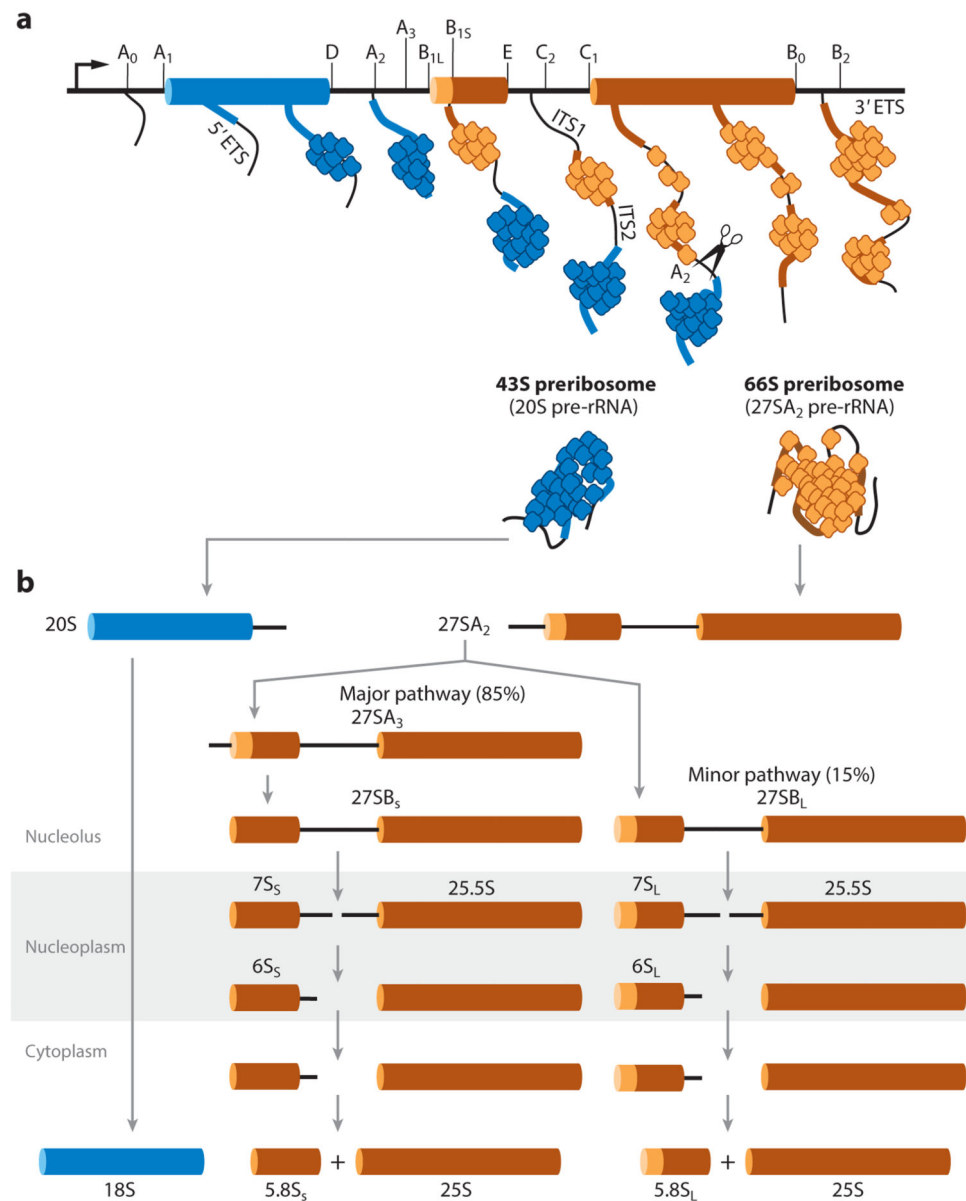 a
A0 A1 D A2 A3 B1L B1S E C2 C1 B0 B2
5′ ETS
ITS1
ITS2
3′ ETS
A2
43S preribosome
(20S pre-rRNA)
66S preribosome
(27SA2 pre-rRNA)
b
20S
27SA2
Major pathway (85%)
27SA3
Minor pathway (15%)
27SBs
27SBL
Nucleolus
7SS 25.5S 7SL 25.5S
Nucleoplasm
6SS 6SL
Cytoplasm
+ +
18S 5.8Ss 25S 5.8SL 25S